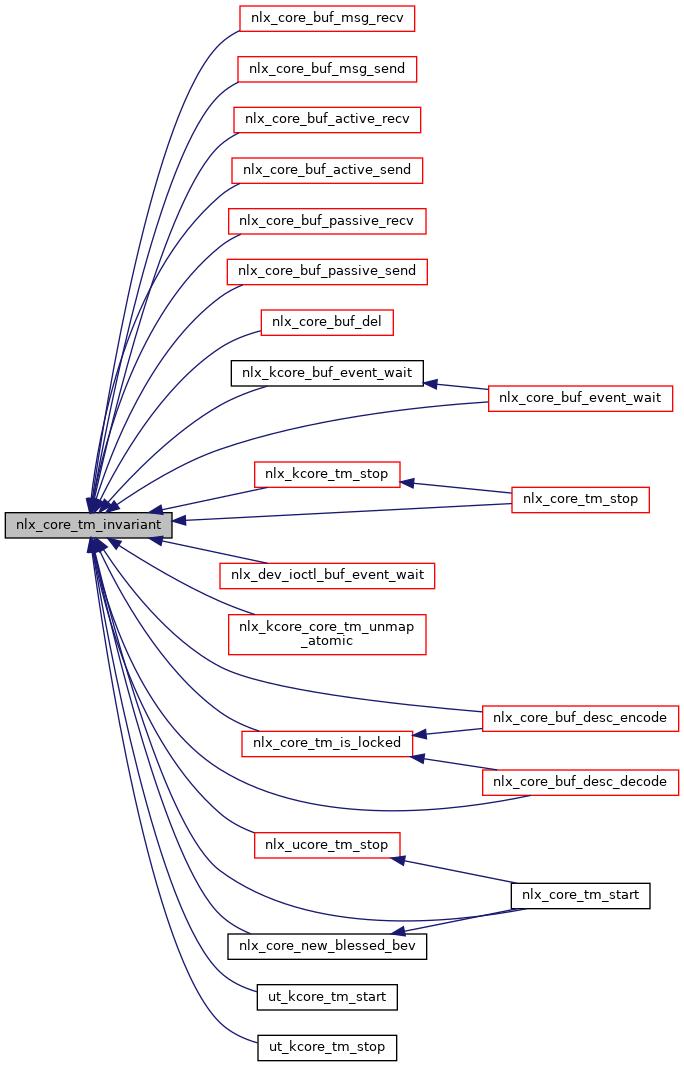 nlx_core_buf_msg_recv
nlx_core_buf_msg_send
nlx_core_buf_active_recv
nlx_core_buf_active_send
nlx_core_buf_passive_recv
nlx_core_buf_passive_send
nlx_core_buf_del
nlx_kcore_buf_event_wait
nlx_core_buf_event_wait
nlx_kcore_tm_stop
nlx_core_tm_stop
nlx_core_tm_invariant
nlx_dev_ioctl_buf_event_wait
nlx_kcore_core_tm_unmap
_atomic
nlx_core_buf_desc_encode
nlx_core_tm_is_locked
nlx_core_buf_desc_decode
nlx_ucore_tm_stop
nlx_core_tm_start
nlx_core_new_blessed_bev
ut_kcore_tm_start
ut_kcore_tm_stop